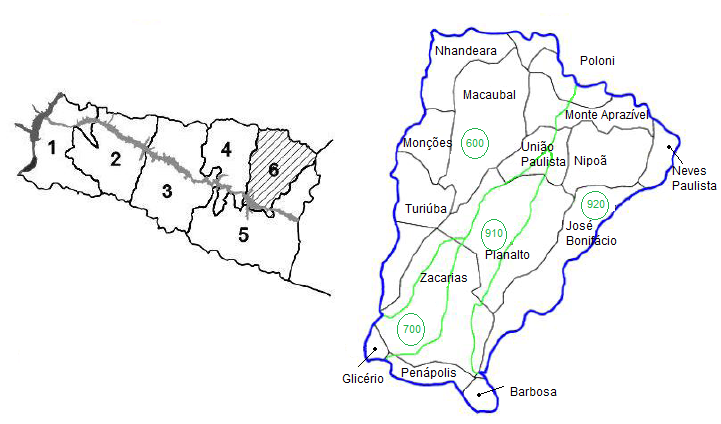 1
2
3
4
5
6
Nhandeara
Poloni
Macaubal
Monte Aprazível
Monções
600
União
Paulista
Nipoã
Neves
Paulista
Turiúba
920
910
José
Bonifácio
Planalto
Zacarias
700
Glicério
Penápolis
Barbosa